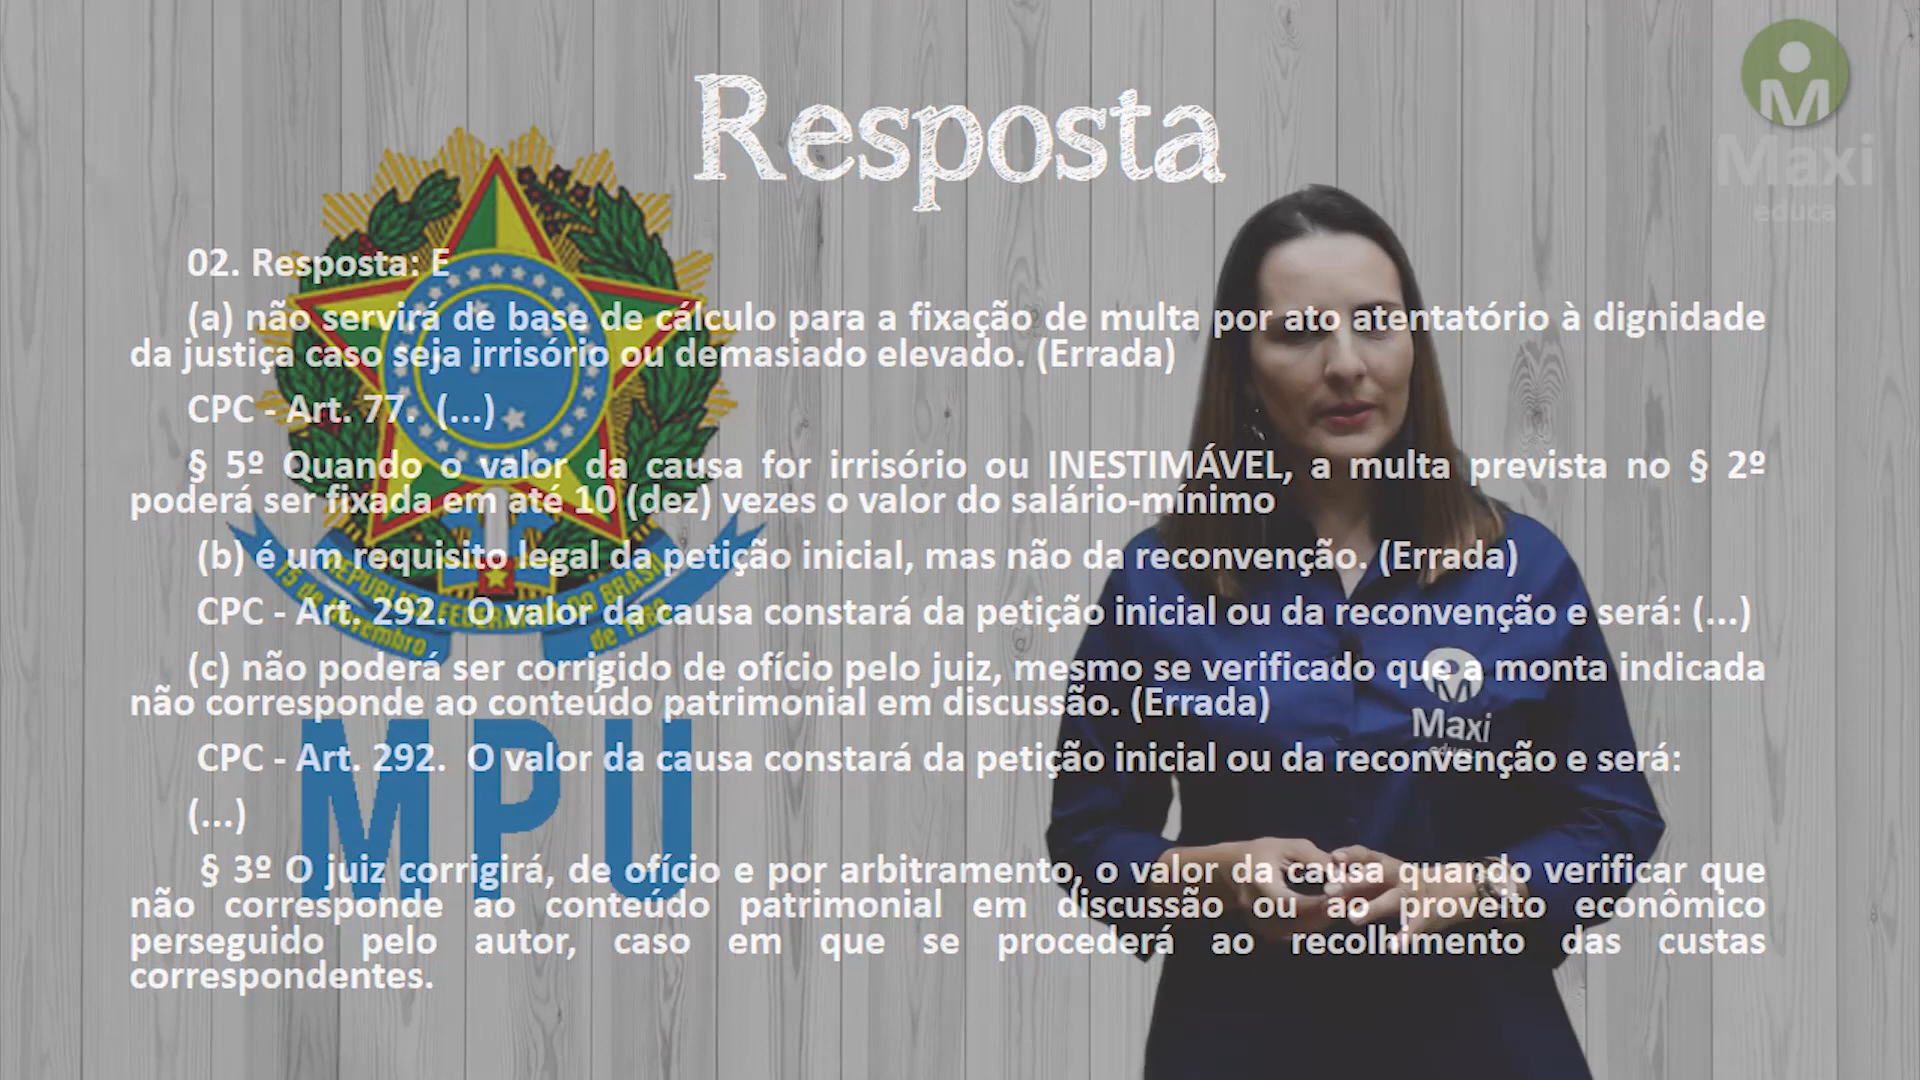 Resposta
Maxi
educa
02. Resposta: E
(a) não servirá de base de cálculo para a fixação de multa por ato atentatório à dignidade
da justiça caso seja irrisório ou demasiado elevado. (Errada)
CPC - Art. 77. (...)
§ 5º Quando o valor da causa for irrisório ou INESTIMÁVEL, a multa prevista no § 2º
poderá ser fixada em até 10 (dez) vezes o valor do salário-mínimo
(b) é um requisito legal da petição inicial, mas não da reconvenção. (Errada)
CPC - Art. 292. O valor da causa constará da petição inicial ou da reconvenção e será: (...)
(c) não poderá ser corrigido de ofício pelo juiz, mesmo se verificado que a monta indicada
não corresponde ao conteúdo patrimonial em discussão. (Errada)
CPC - Art. 292. O valor da causa constará da petição inicial ou da reconvenção e será:
(...)
§ 3º O juiz corrigirá, de ofício e por arbitramento, o valor da causa quando verificar que
não corresponde ao conteúdo patrimonial em discussão ou ao proveito econômico
perseguido pelo autor, caso em que se procederá ao recolhimento das custas
correspondentes.
15 de Novembro
de
MPU
Maxi